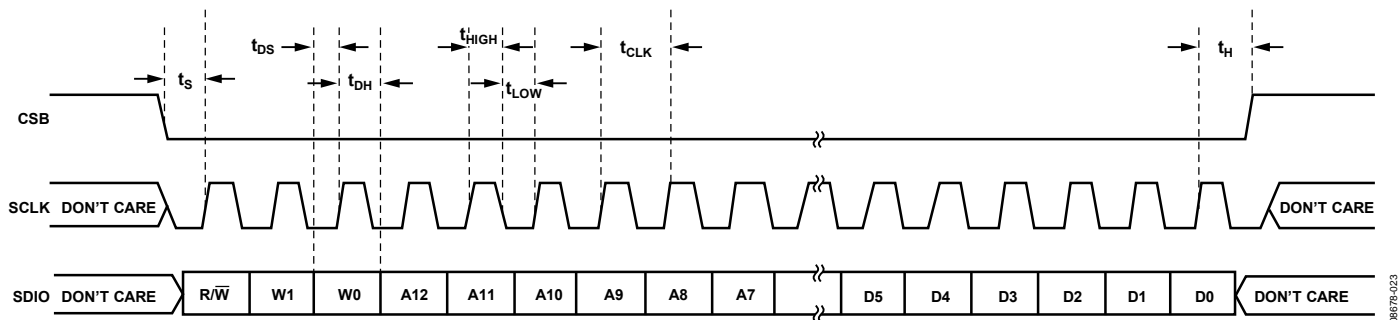 tHIGH
tDS
tCLK
tH
tS
tDH
tLOW
CSB
SCLK DON'T CARE DON'T CARE
SDIO DON'T CARE R/W̅ W1 W0 A12 A11 A10 A9 A8 A7 D5 D4 D3 D2 D1 D0 DON'T CARE
08678-023